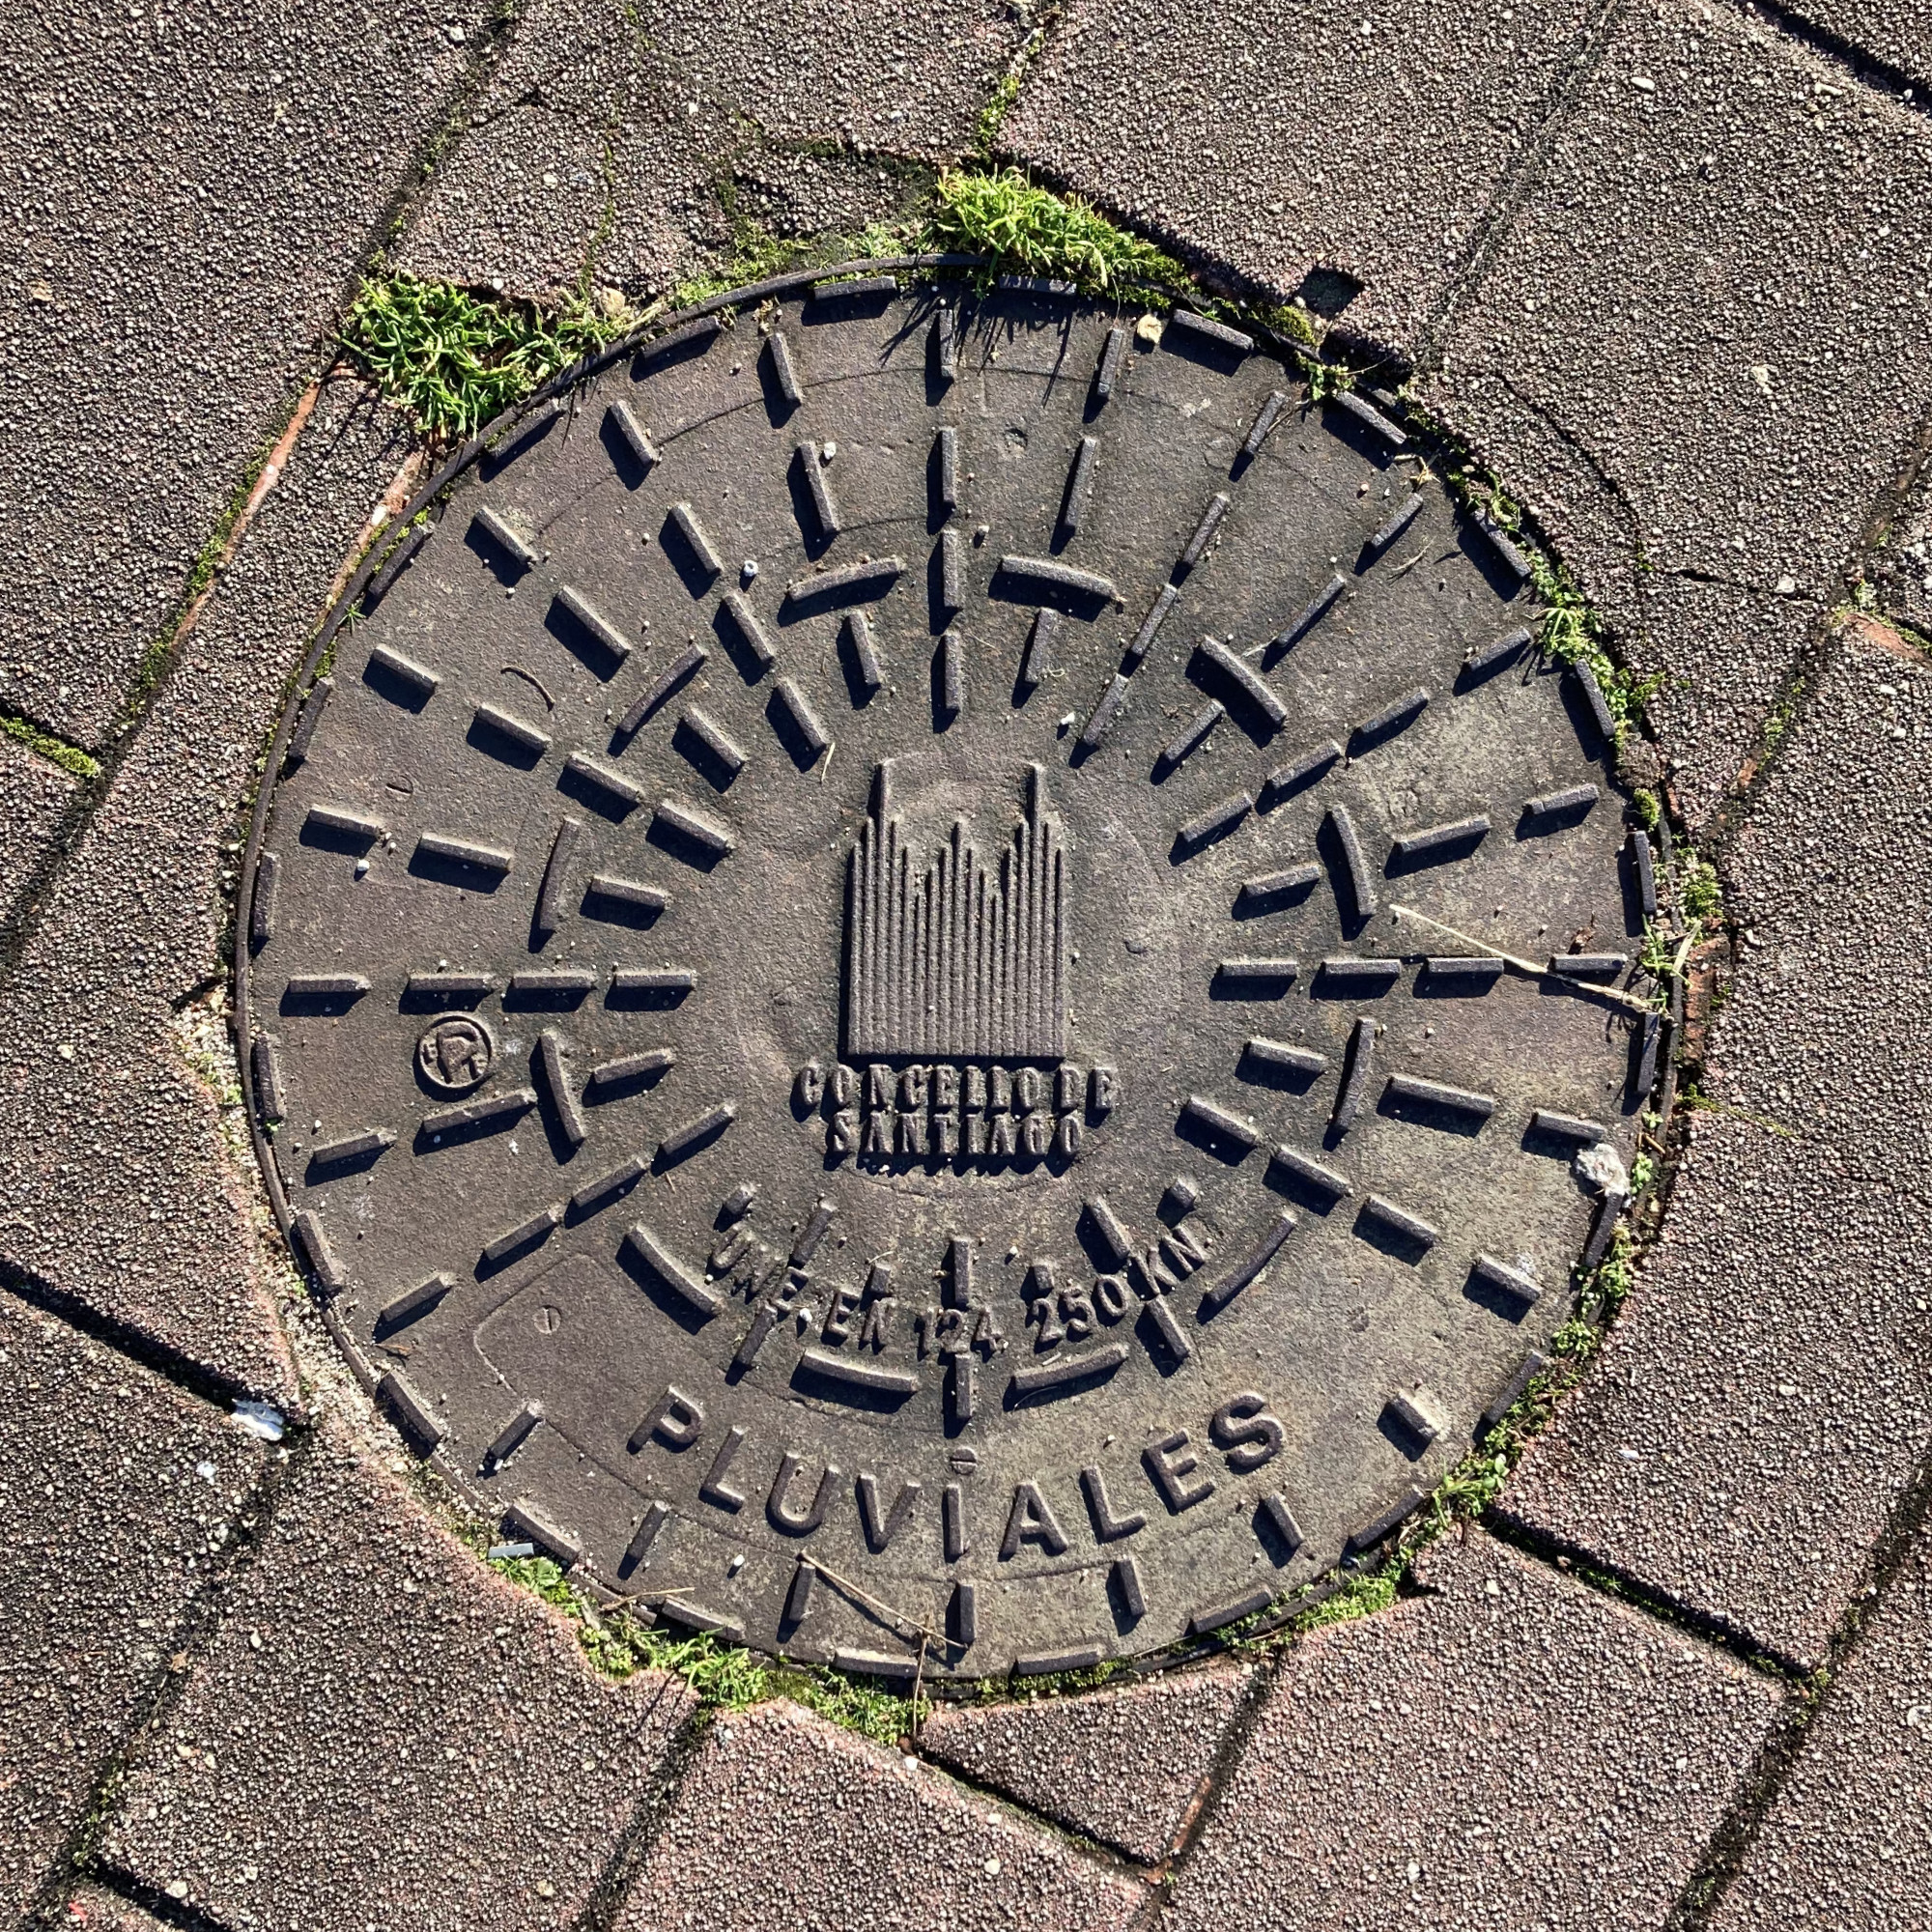 CONCELLO DE
SANTIAGO
UNE-EN 124 250 KN.
PLUVIALES